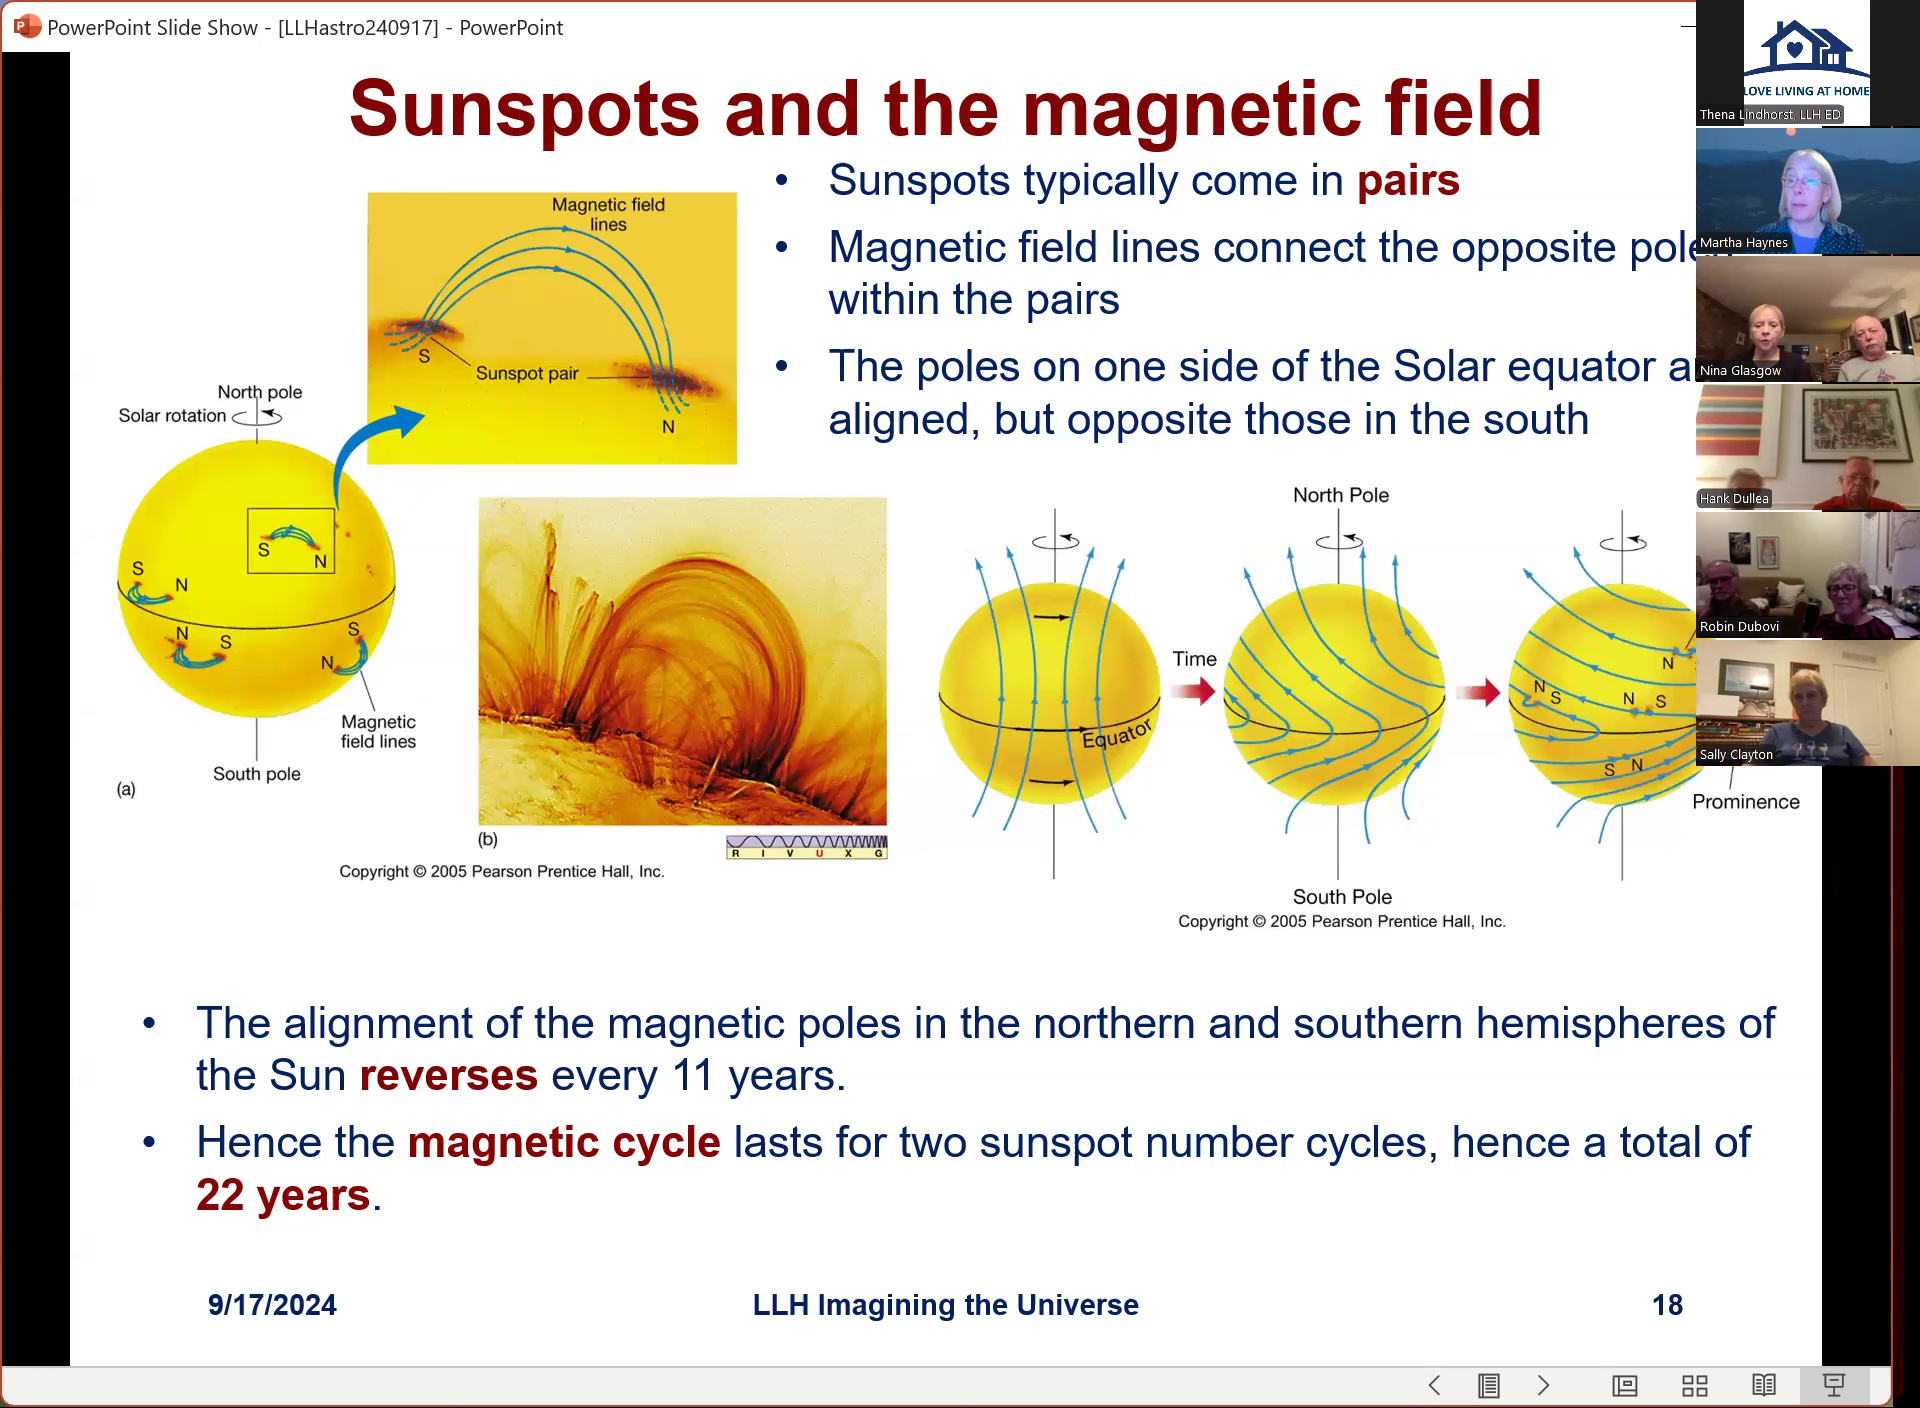 PowerPoint Slide Show - [LLHastro240917] - PowerPoint
Sunspots and the magnetic field
• Sunspots typically come in pairs
• Magnetic field lines connect the opposite
within the pairs
• The poles on one side of the Solar equator
aligned, but opposite those in the south
Magnetic field
lines
S
Sunspot pair
N
North pole
Solar rotation
S
N
S
N
N
S
S
N
Magnetic
field lines
South pole
(a)
(b)
R I V U X G
Copyright © 2005 Pearson Prentice Hall, Inc.
North Pole
Time
Equator
N
N
S
N
S
S
N
Prominence
South Pole
Copyright © 2005 Pearson Prentice Hall, Inc.
• The alignment of the magnetic poles in the northern and southern hemispheres of
the Sun reverses every 11 years.
• Hence the magnetic cycle lasts for two sunspot number cycles, hence a total of
22 years.
9/17/2024
LLH Imagining the Universe
18
LOVE LIVING AT HOME
Thena Lindhorst, LLH ED
Martha Haynes
Nina Glasgow
Hank Dullea
Robin Dubovi
Sally Clayton